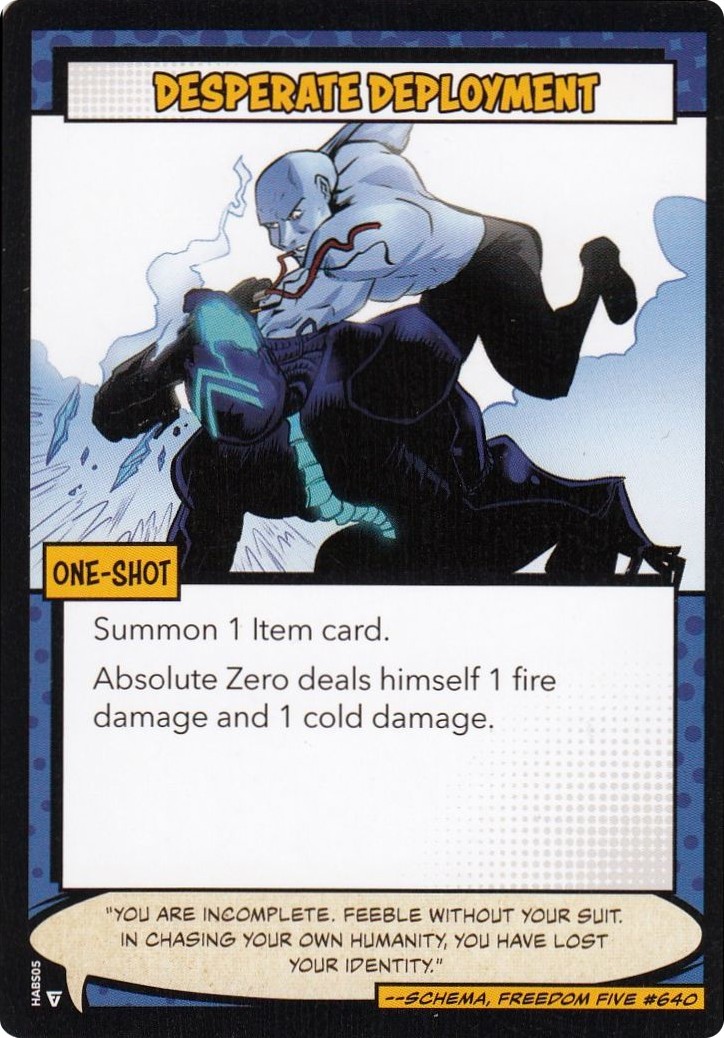 DESPERATE DEPLOYMENT
ONE-SHOT
Summon 1 Item card.
Absolute Zero deals himself 1 fire
damage and 1 cold damage.
"YOU ARE INCOMPLETE. FEEBLE WITHOUT YOUR SUIT.
IN CHASING YOUR OWN HUMANITY, YOU HAVE LOST
YOUR IDENTITY."
--SCHEMA, FREEDOM FIVE #640
HABS05